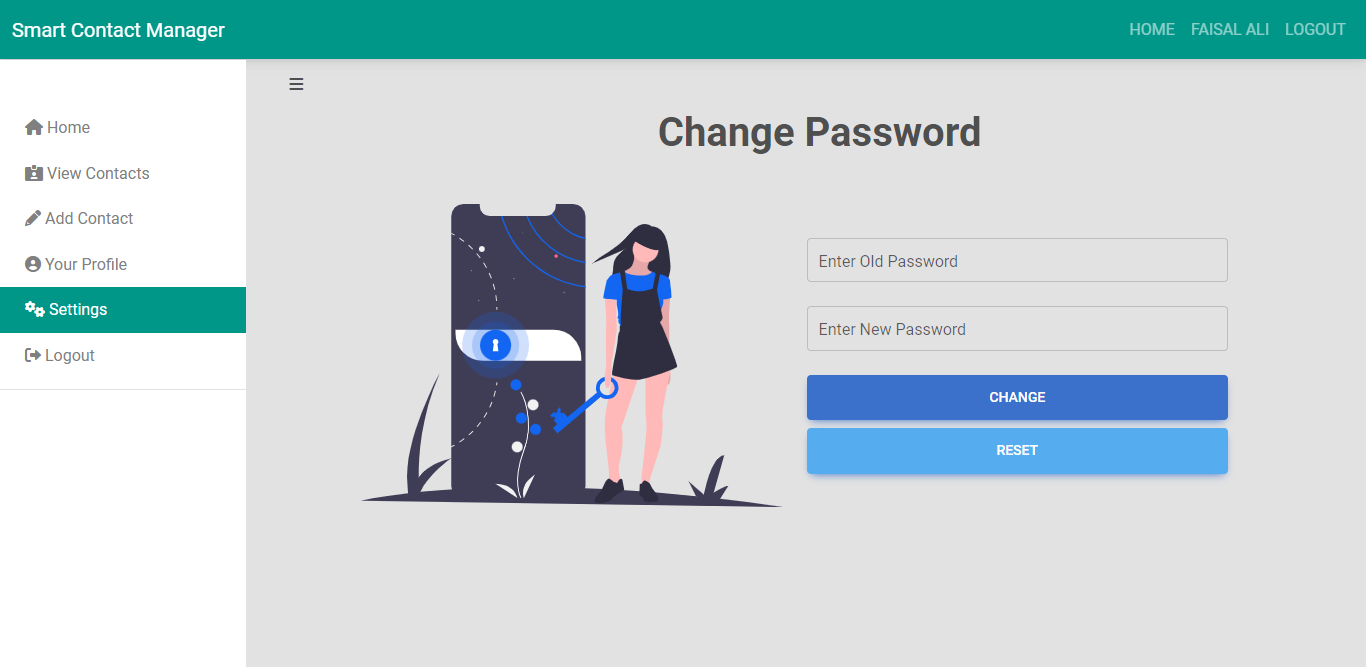 Smart Contact Manager
HOME FAISAL ALI LOGOUT
Home
View Contacts
Add Contact
Your Profile
Settings
Logout
Change Password
Enter Old Password
Enter New Password
CHANGE
RESET